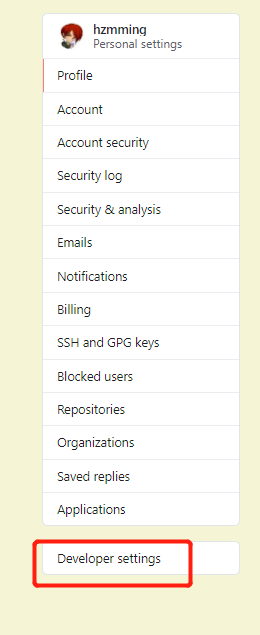 hzmming
Personal settings
Profile
Account
Account security
Security log
Security & analysis
Emails
Notifications
Billing
SSH and GPG keys
Blocked users
Repositories
Organizations
Saved replies
Applications
Developer settings